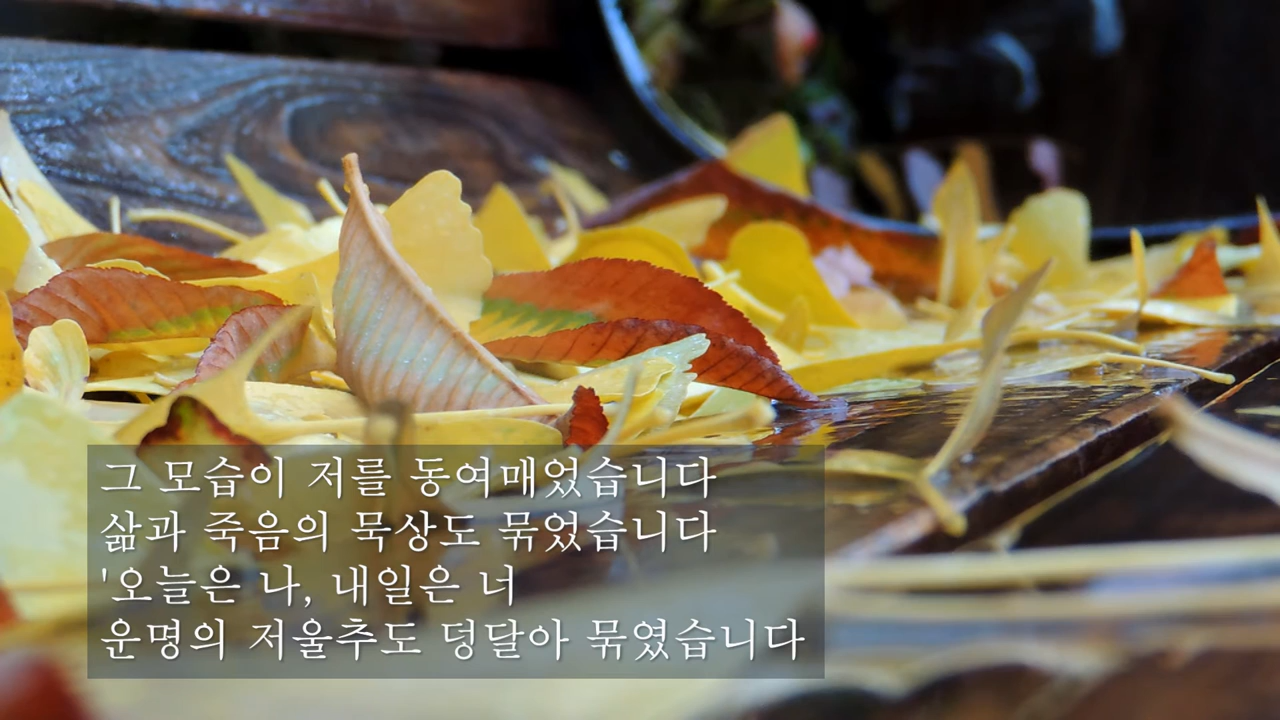 그 모습이 저를 동여매었습니다
삶과 죽음의 묵상도 묶었습니다
'오늘은 나, 내일은 너
운명의 저울추도 덩달아 묶였습니다